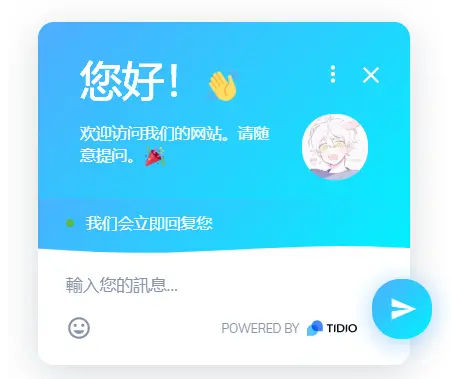 您好！ 👋
欢迎访问我们的网站。请随
意提问。 🎉
我们会立即回复您
輸入您的訊息...
POWERED BY TIDIO